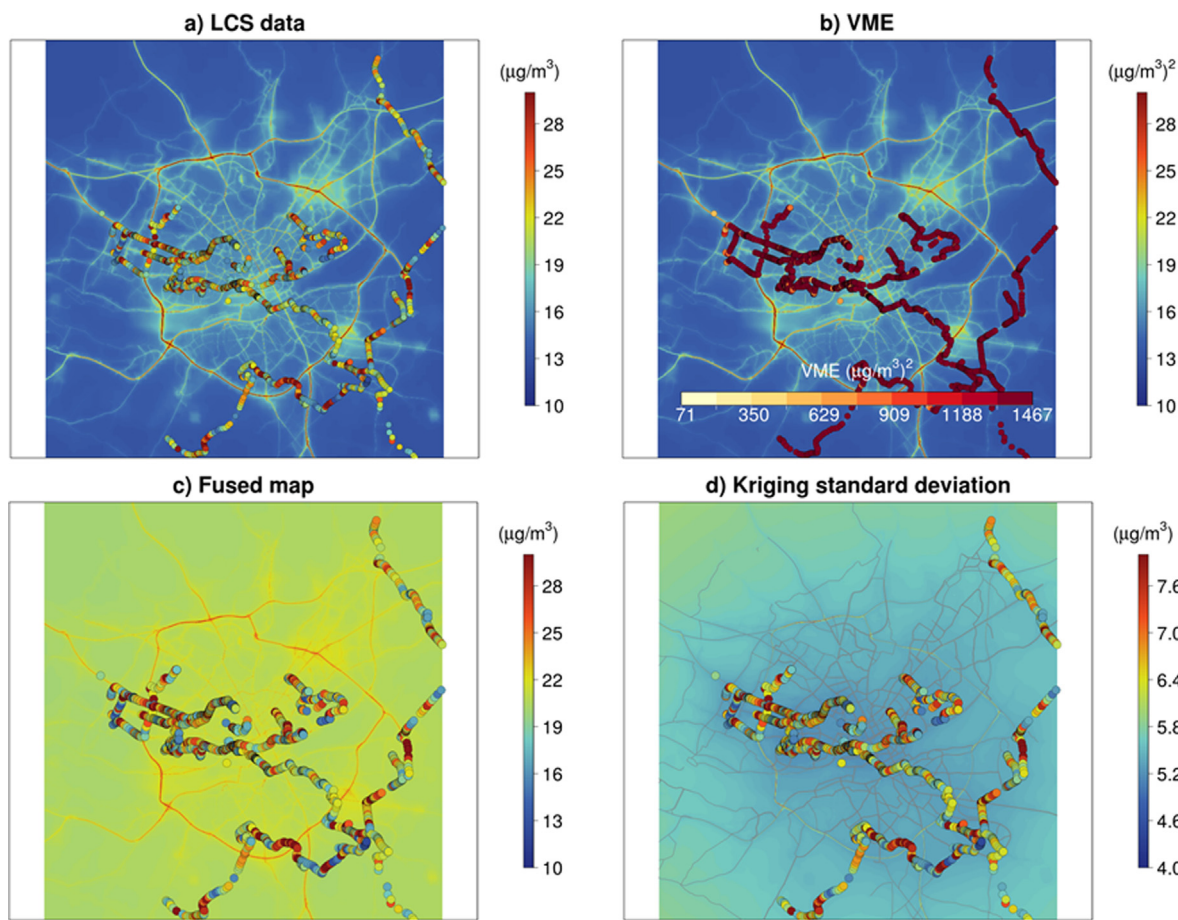 a) LCS data
(μg/m³)
28
25
22
19
16
13
10
b) VME
(μg/m³)²
28
25
22
19
16
13
10
VME (μg/m³)²
71 350 629 909 1188 1467
c) Fused map
(μg/m³)
28
25
22
19
16
13
10
d) Kriging standard deviation
(μg/m³)
7.6
7.0
6.4
5.8
5.2
4.6
4.0